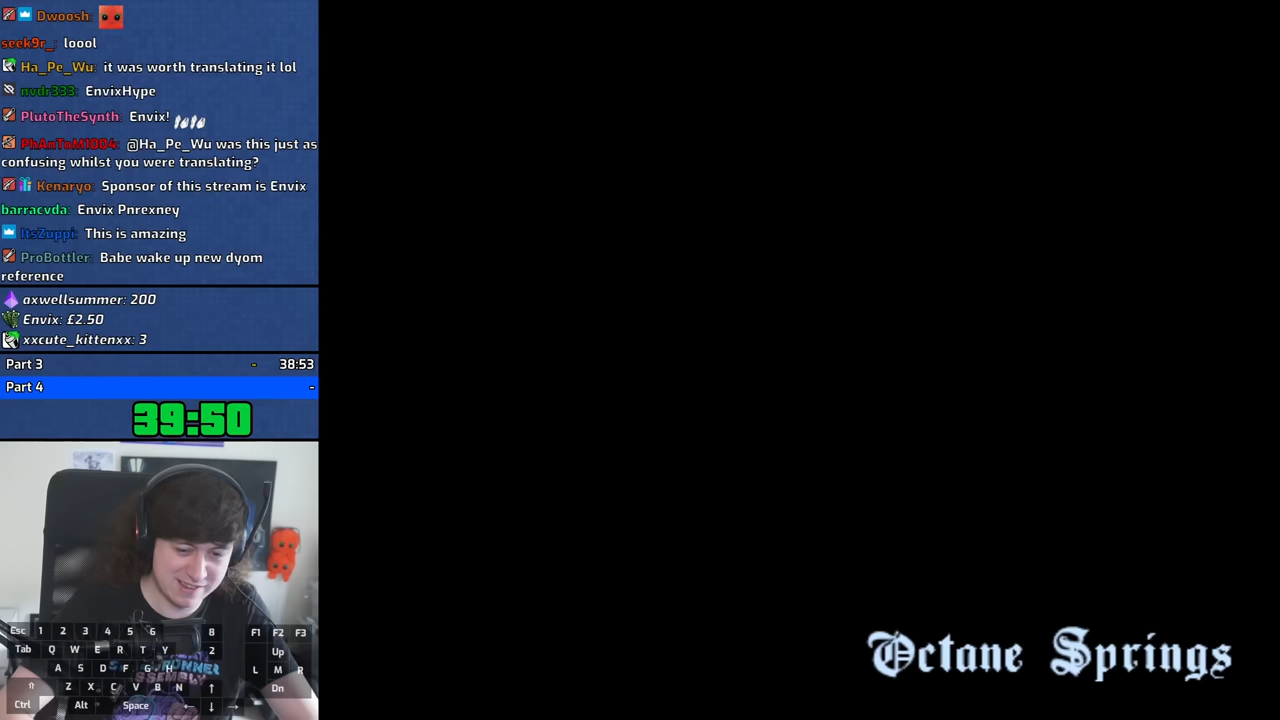 Dwoosh:
seek9r_: loool
Ha_Pe_Wu: it was worth translating it lol
nvdr333: EnvixHype
PlutoTheSynth: Envix!
PhAnToM1004: @Ha_Pe_Wu was this just as
confusing whilst you were translating?
Kenaryo: Sponsor of this stream is Envix
barracvda: Envix Pnrexney
ItsZuppi: This is amazing
ProBottler: Babe wake up new dyom
reference
axwellsummer: 200
Envix: £2.50
xxcute_kittenxx: 3
Part 3 - 38:53
Part 4 -
39:50
Esc 1 2 3 4 5 6 8 F1 F2 F3
Tab Q W E R T Y 2 Up
A S D F G H L M R
⇧ Z X C V B N ↑ Dn
Ctrl Alt Space ← ↓ →
Octane Springs